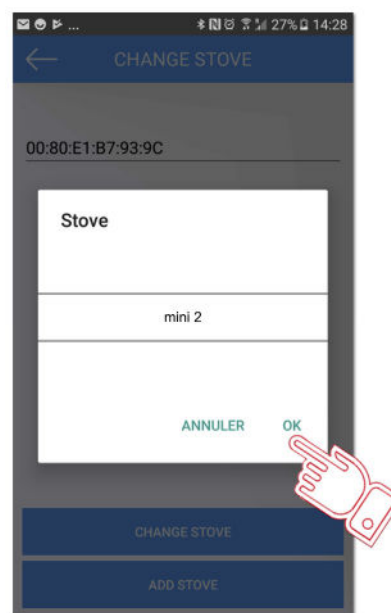 ... 27% 14:28
CHANGE STOVE
00:80:E1:B7:93:9C
Stove
mini 2
ANNULER OK
CHANGE STOVE
ADD STOVE